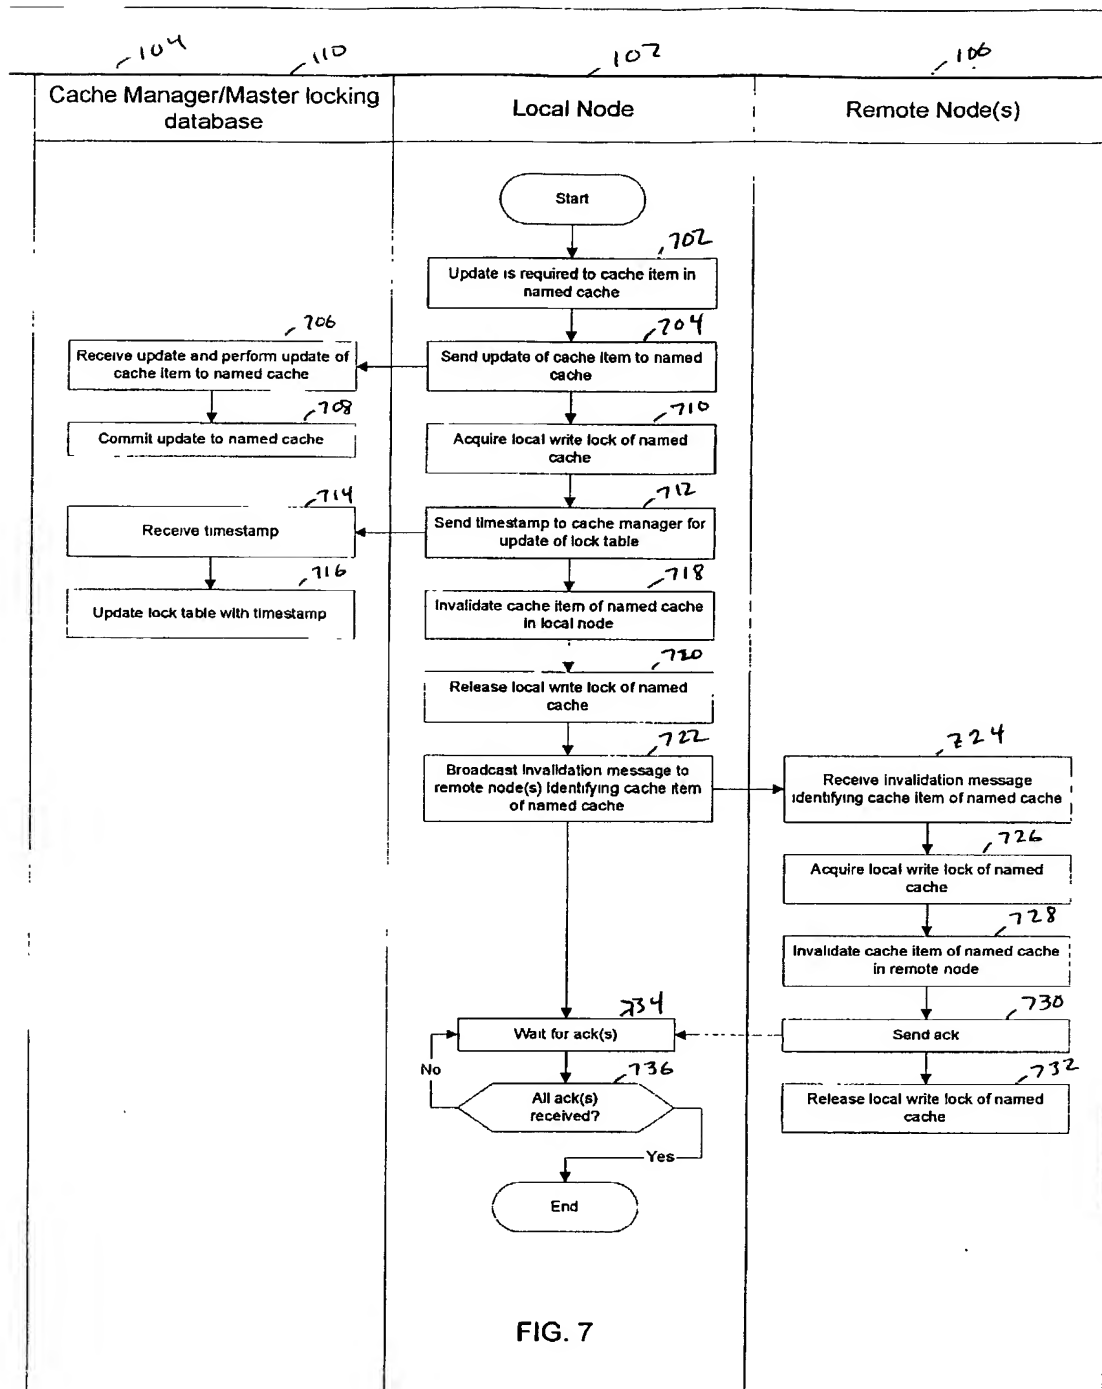 104
110
102
106
Cache Manager/Master locking
database
Local Node
Remote Node(s)
Start
702
Update is required to cache item in
named cache
704
Send update of cache item to named
cache
706
Receive update and perform update of
cache item to named cache
708
Commit update to named cache
710
Acquire local write lock of named
cache
712
Send timestamp to cache manager for
update of lock table
714
Receive timestamp
716
Update lock table with timestamp
718
Invalidate cache item of named cache
in local node
720
Release local write lock of named
cache
722
Broadcast Invalidation message to
remote node(s) Identifying cache item
of named cache
724
Receive invalidation message
identifying cache item of named cache
726
Acquire local write lock of named
cache
728
Invalidate cache item of named cache
in remote node
730
Send ack
732
Release local write lock of named
cache
734
Wait for ack(s)
736
All ack(s)
received?
No
Yes
End
FIG. 7